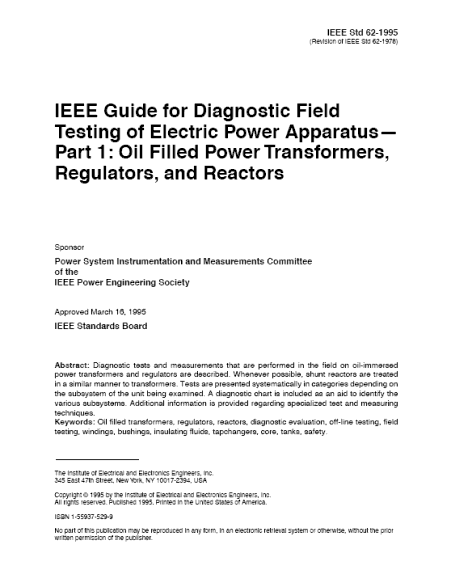 IEEE Std 62-1995
(Revision of IEEE Std 62-1978)
IEEE Guide for Diagnostic Field
Testing of Electric Power Apparatus—
Part 1: Oil Filled Power Transformers,
Regulators, and Reactors
Sponsor
Power System Instrumentation and Measurements Committee
of the
IEEE Power Engineering Society
Approved March 16, 1995
IEEE Standards Board
Abstract: Diagnostic tests and measurements that are performed in the field on oil-immersed
power transformers and regulators are described. Whenever possible, shunt reactors are treated
in a similar manner to transformers. Tests are presented systematically in categories depending on
the subsystem of the unit being examined. A diagnostic chart is included as an aid to identify the
various subsystems. Additional information is provided regarding specialized test and measuring
techniques.
Keywords: Oil filled transformers, regulators, reactors, diagnostic evaluation, off-line testing, field
testing, windings, bushings, insulating fluids, tapchangers, core, tanks, safety.
The Institute of Electrical and Electronics Engineers, Inc.
345 East 47th Street, New York, NY 10017-2394, USA
Copyright © 1995 by the Institute of Electrical and Electronics Engineers, Inc.
All rights reserved. Published 1995. Printed in the United States of America.
ISBN 1-55937-529-9
No part of this publication may be reproduced in any form, in an electronic retrieval system or otherwise, without the prior
written permission of the publisher.